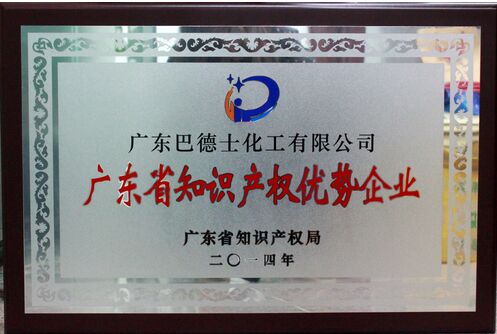 广东巴德士化工有限公司
广东省知识产权优势企业
广东省知识产权局
二〇一四年